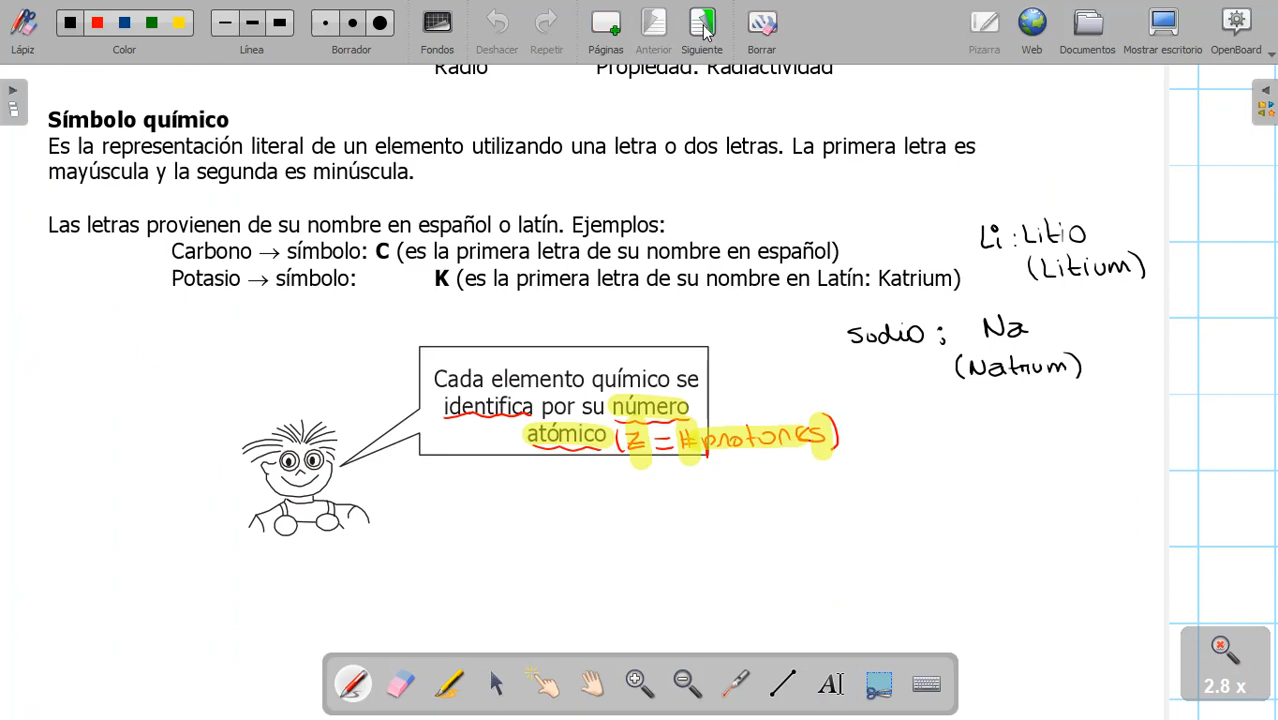 Lápiz
Color
Línea
Borrador
Fondos
Deshacer
Repetir
Páginas
Anterior
Siguiente
Borrar
Pizarra
Web
Documentos
Mostrar escritorio
OpenBoard
Radio Propiedad: Radiactividad
Símbolo químico
Es la representación literal de un elemento utilizando una letra o dos letras. La primera letra es
mayúscula y la segunda es minúscula.
Las letras provienen de su nombre en español o latín. Ejemplos:
Carbono → símbolo: C (es la primera letra de su nombre en español)
Potasio → símbolo: K (es la primera letra de su nombre en Latín: Katrium)
Li : Litio
(Litium)
Sodio : Na
(Natrium)
Cada elemento químico se
identifica por su número
atómico (Z = # protones)
AI
2.8 x